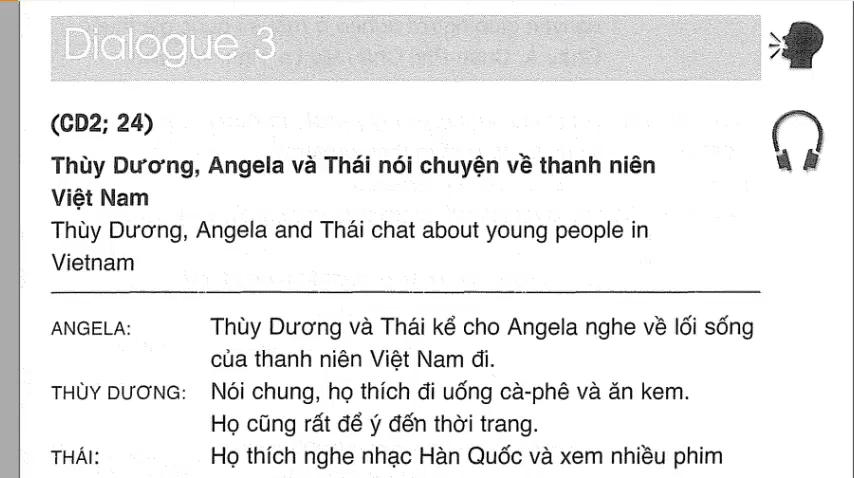 Dialogue 3
(CD2; 24)
Thùy Dương, Angela và Thái nói chuyện về thanh niên
Việt Nam
Thùy Dương, Angela and Thái chat about young people in
Vietnam
ANGELA: Thùy Dương và Thái kể cho Angela nghe về lối sống
của thanh niên Việt Nam đi.
THÙY DƯƠNG: Nói chung, họ thích đi uống cà-phê và ăn kem.
Họ cũng rất để ý đến thời trang.
THÁI: Họ thích nghe nhạc Hàn Quốc và xem nhiều phim